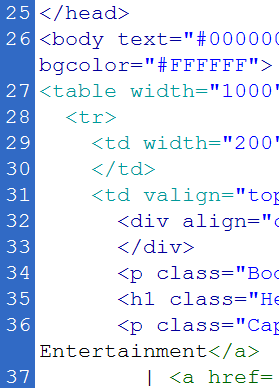 25 </head>
26 <body text="#000000
bgcolor="#FFFFFF">
27 <table width="1000"
28 <tr>
29 <td width="200"
30 </td>
31 <td valign="top
32 <div align="c
33 </div>
34 <p class="Boo
35 <h1 class="He
36 <p class="Cap
Entertainment</a>
37 | <a href=